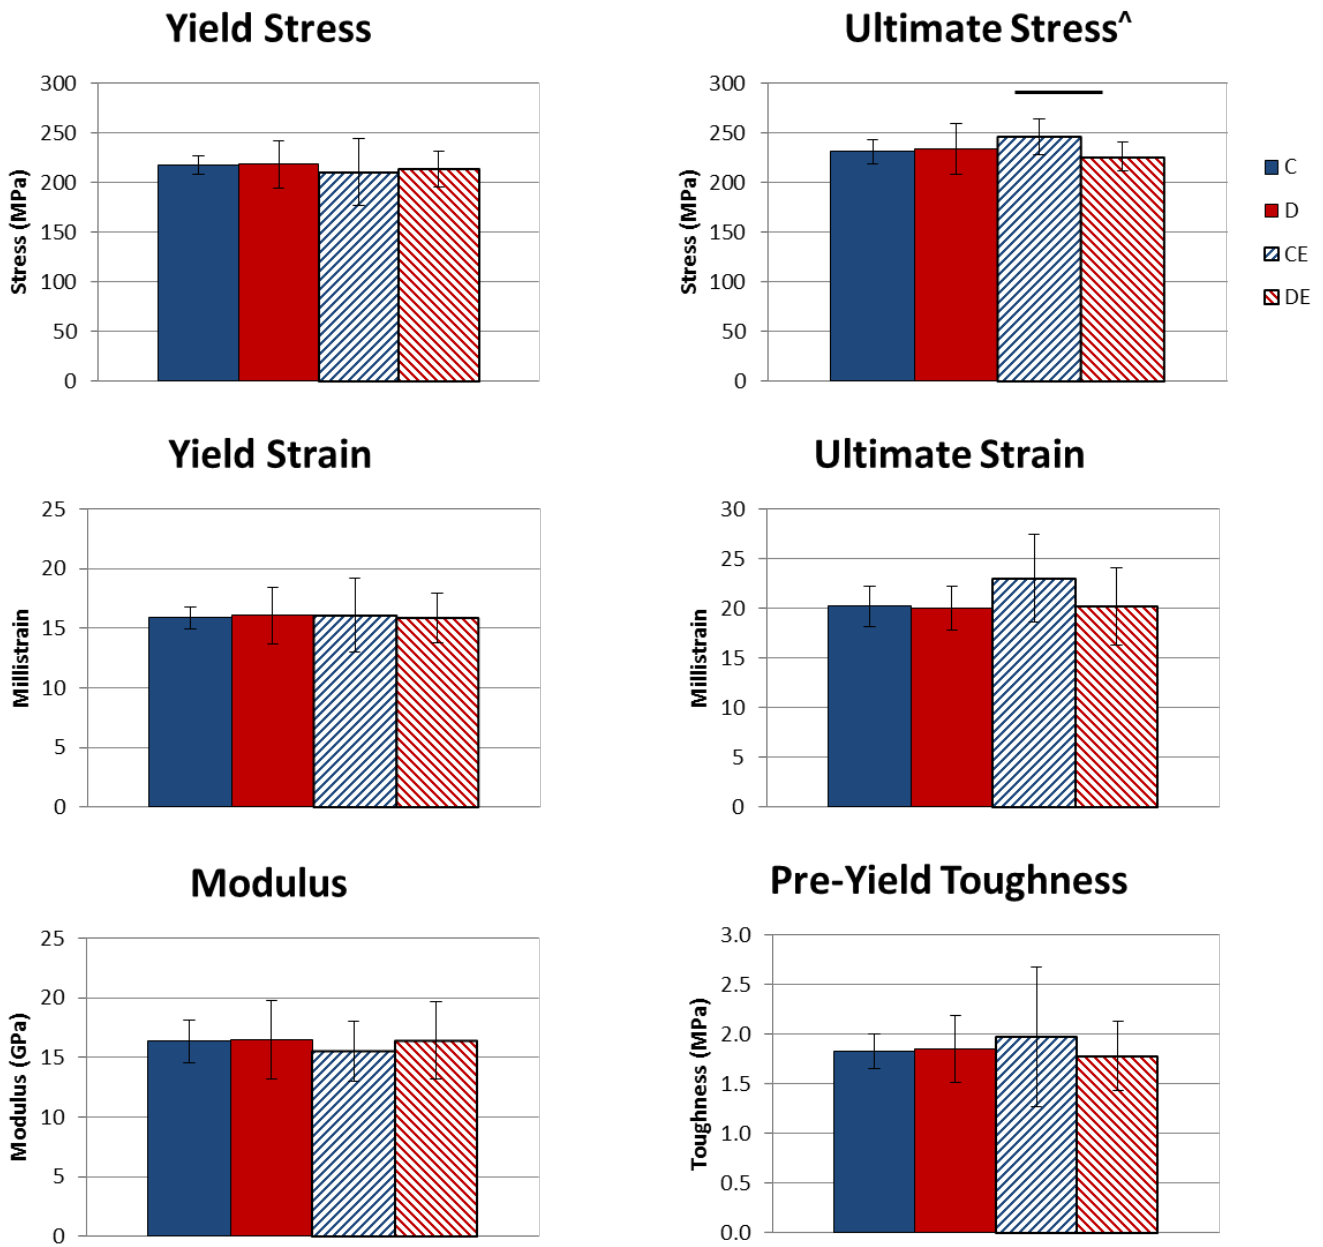 Yield Stress
300
250
200
150
100
50
0
Stress (MPa)
Ultimate Stress^
300
250
200
150
100
50
0
Stress (MPa)
C
D
CE
DE
Yield Strain
25
20
15
10
5
0
Millistrain
Ultimate Strain
30
25
20
15
10
5
0
Millistrain
Modulus
25
20
15
10
5
0
Modulus (GPa)
Pre-Yield Toughness
3.0
2.5
2.0
1.5
1.0
0.5
0.0
Toughness (MPa)